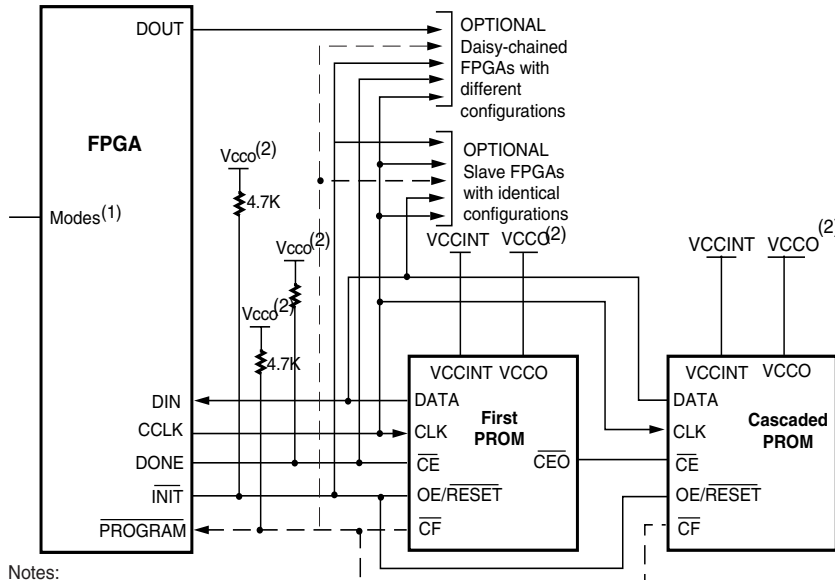 DOUT
OPTIONAL
Daisy-chained
FPGAs with
different
configurations
FPGA
OPTIONAL
Slave FPGAs
with identical
configurations
Vcco(2)
4.7K
Modes(1)
Vcco(2)
Vcco(2)
4.7K
VCCINT VCCO(2)
VCCINT VCCO(2)
VCCINT VCCO
VCCINT VCCO
DIN
CCLK
DONE
INIT
PROGRAM
DATA
CLK
CE
OE/RESET
CF
First
PROM
CEO
DATA
CLK
CE
OE/RESET
CF
Cascaded
PROM
Notes: